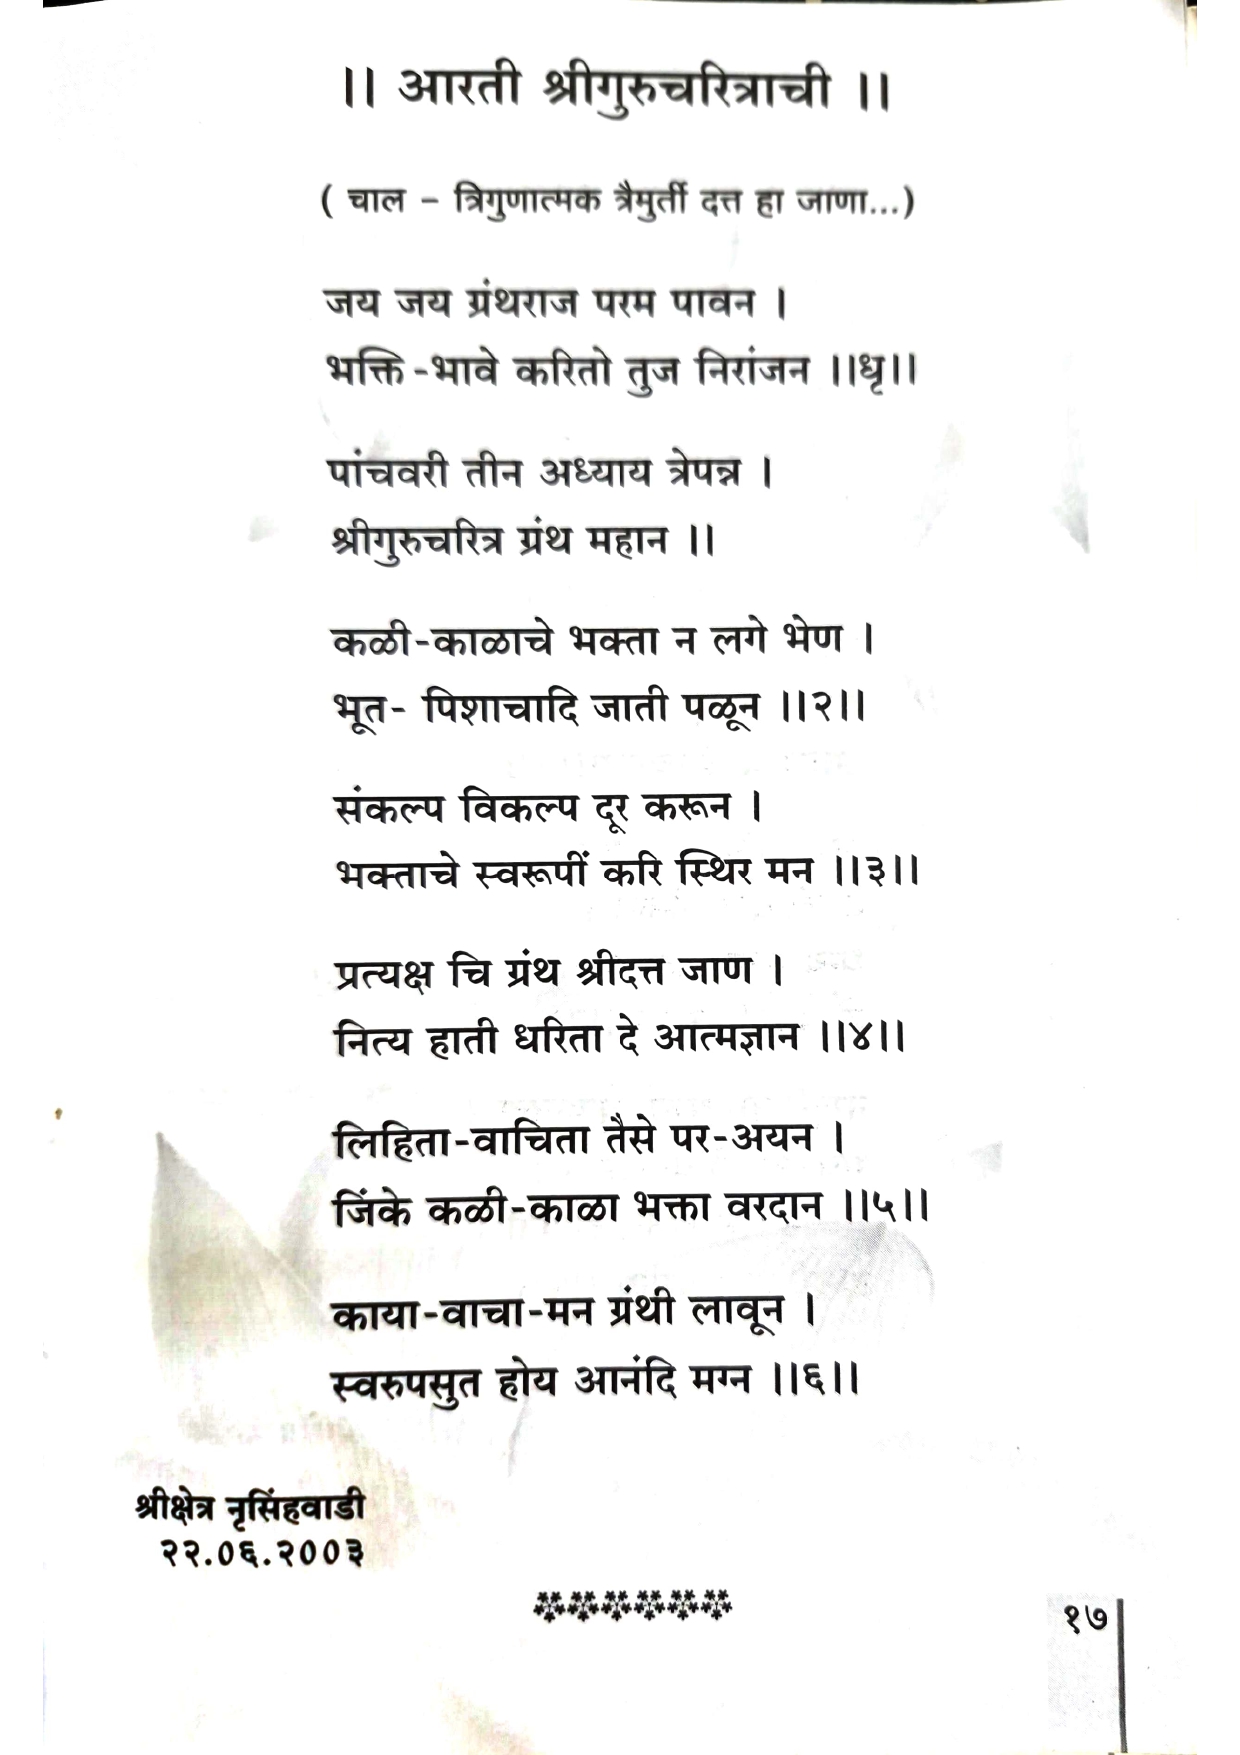 ।। आरती श्रीगुरुचरित्राची ।।
( चाल – त्रिगुणात्मक त्रैमुर्ती दत्त हा जाणा...)
जय जय ग्रंथराज परम पावन ।
भक्ति -भावे करितो तुज निरांजन ।।धृ।।
पांचवरी तीन अध्याय त्रेपन्न ।
श्रीगुरुचरित्र ग्रंथ महान ।।
कळी-काळाचे भक्ता न लगे भेण ।
भूत- पिशाचादि जाती पळून ।।२।।
संकल्प विकल्प दूर करून ।
भक्ताचे स्वरूपीं करि स्थिर मन ।।३।।
प्रत्यक्ष चि ग्रंथ श्रीदत्त जाण ।
नित्य हाती धरिता दे आत्मज्ञान ।।४।।
लिहिता-वाचिता तैसे पर-अयन ।
जिंके कळी-काळा भक्ता वरदान ।।५।।
काया-वाचा-मन ग्रंथी लावून ।
स्वरुपसुत होय आनंदि मग्न ।।६।।
श्रीक्षेत्र नृसिंहवाडी
२२.०६.२००३
१७